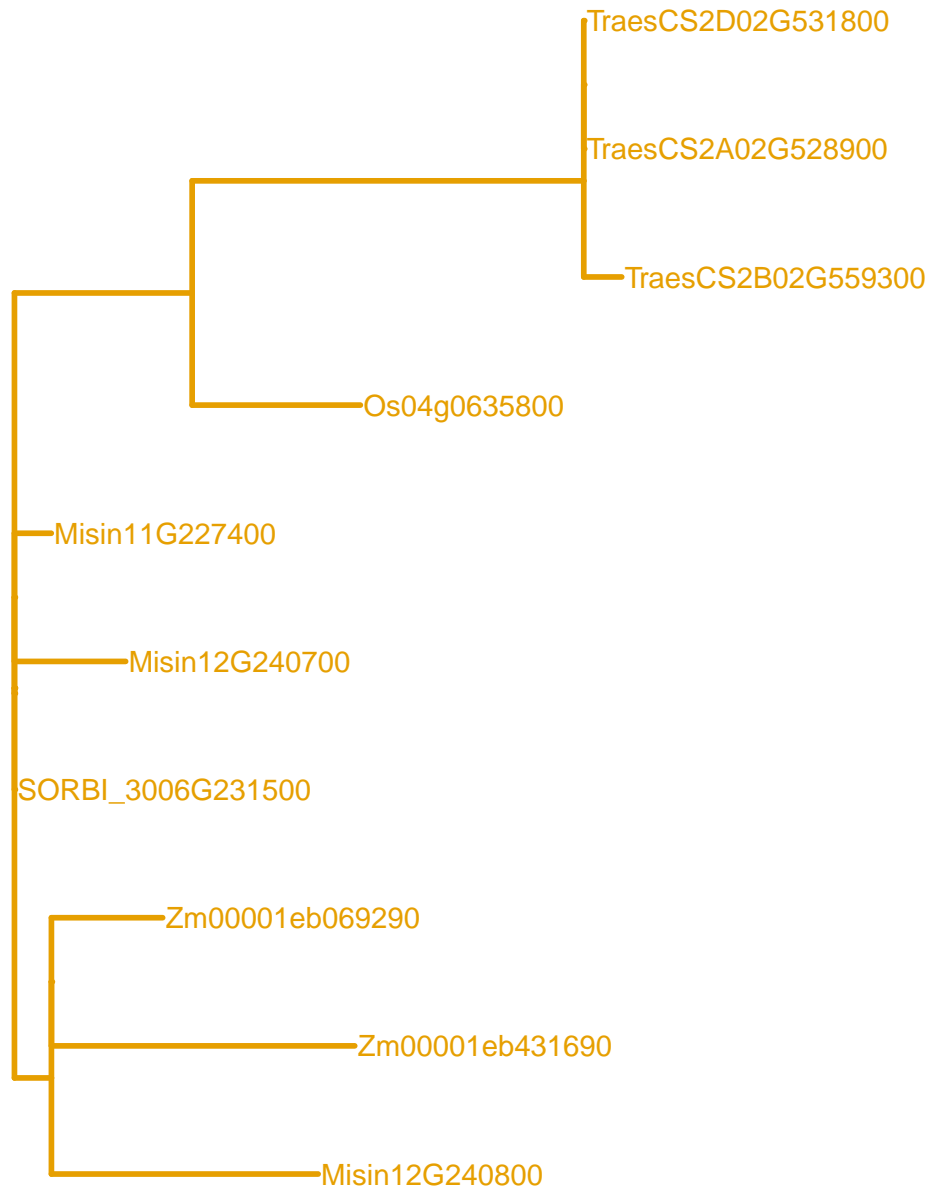 TraesCS2D02G531800
TraesCS2A02G528900
TraesCS2B02G559300
Os04g0635800
Misin11G227400
Misin12G240700
SORBI_3006G231500
Zm00001eb069290
Zm00001eb431690
Misin12G240800